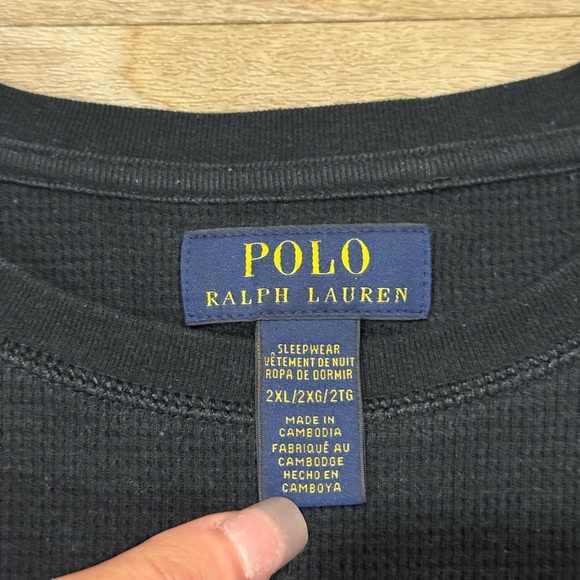 POLO
RALPH LAUREN
SLEEPWEAR
VÊTEMENT DE NUIT
ROPA DE DORMIR
2XL/2XG/2TG
MADE IN
CAMBODIA
FABRIQUÉ AU
CAMBODGE
HECHO EN
CAMBOYA